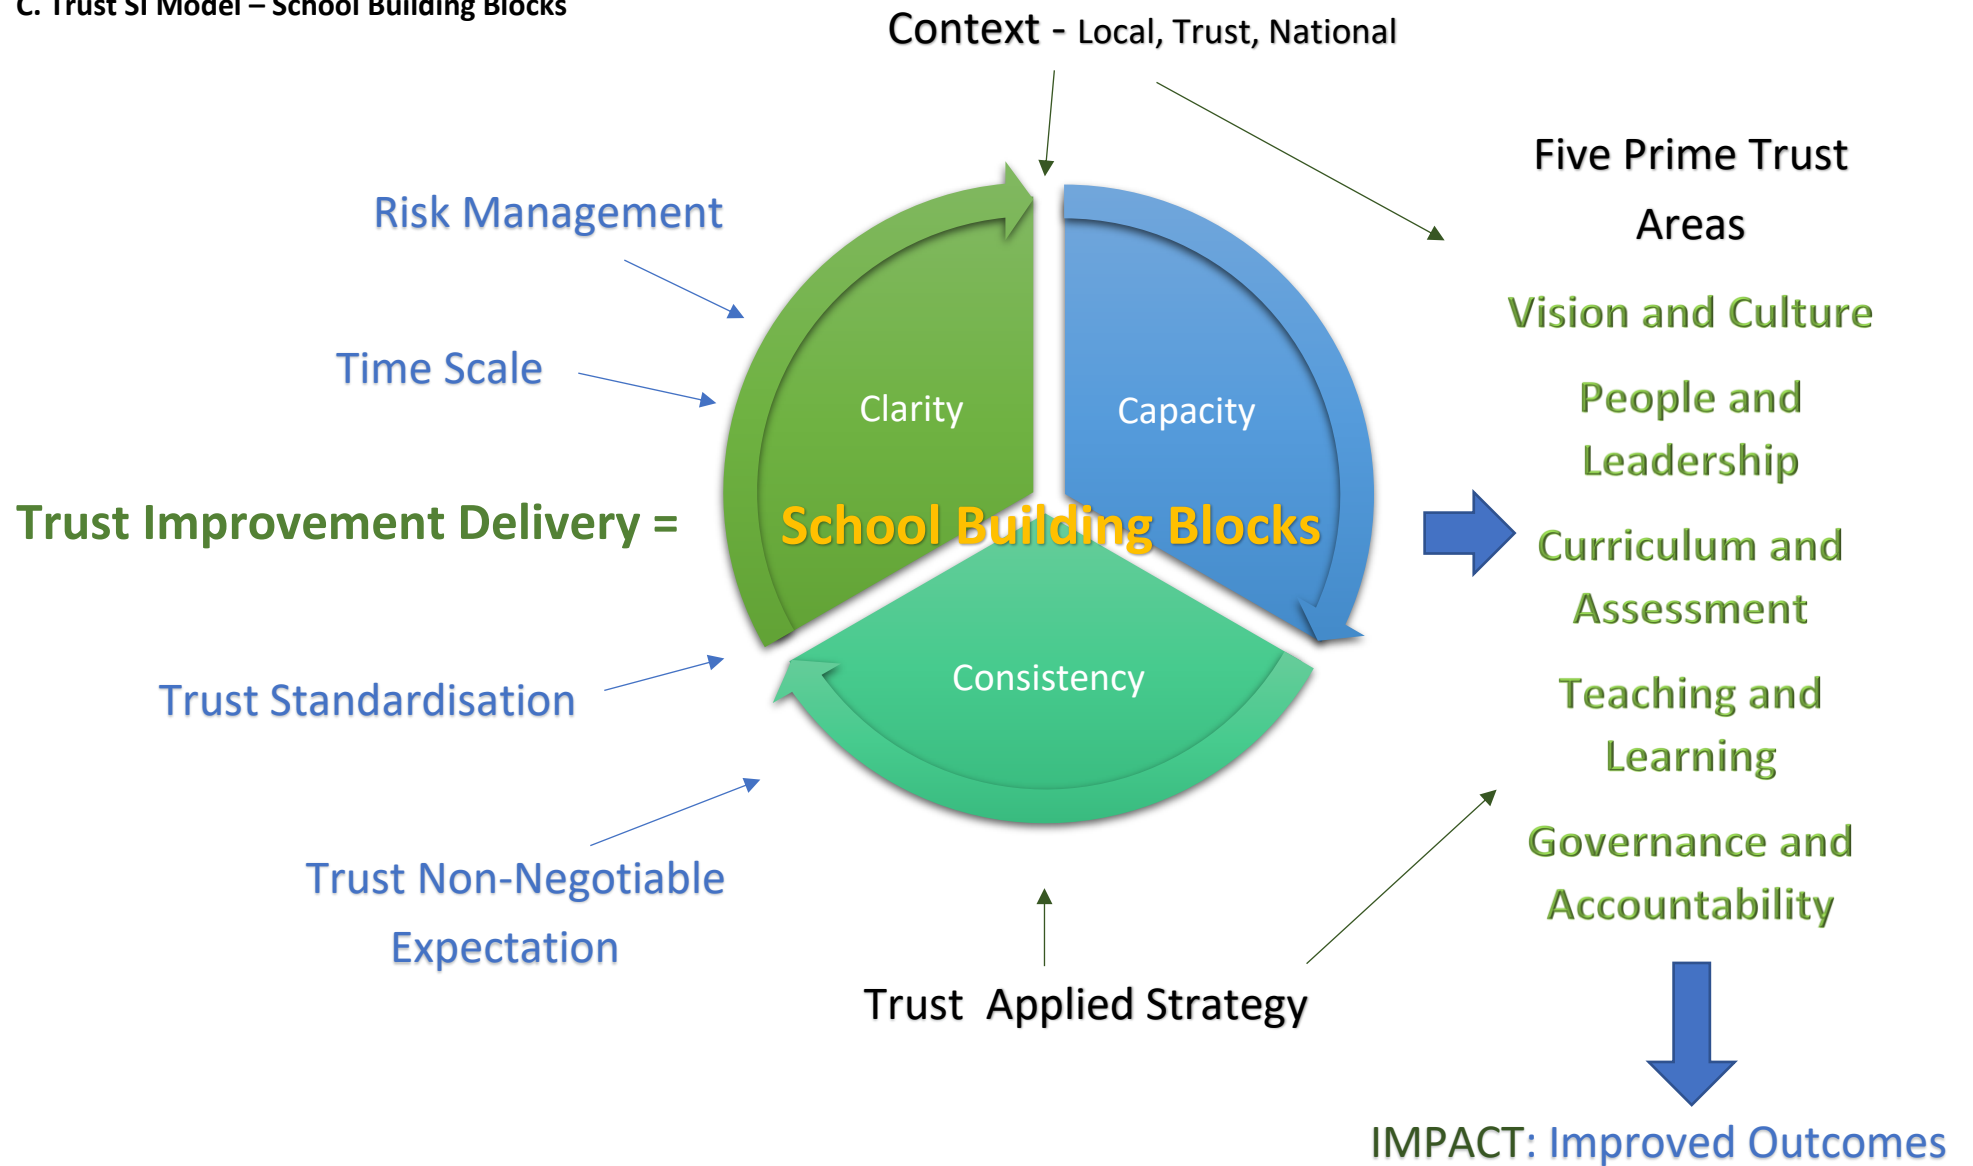 C. Trust SI Model – School Building Blocks
Context - Local, Trust, National
Five Prime Trust
Areas
Risk Management
Vision and Culture
Time Scale
Clarity
Capacity
People and
Leadership
Trust Improvement Delivery =
School Building Blocks
Curriculum and
Assessment
Consistency
Trust Standardisation
Teaching and
Learning
Trust Non-Negotiable
Expectation
Governance and
Accountability
Trust  Applied Strategy
IMPACT: Improved Outcomes